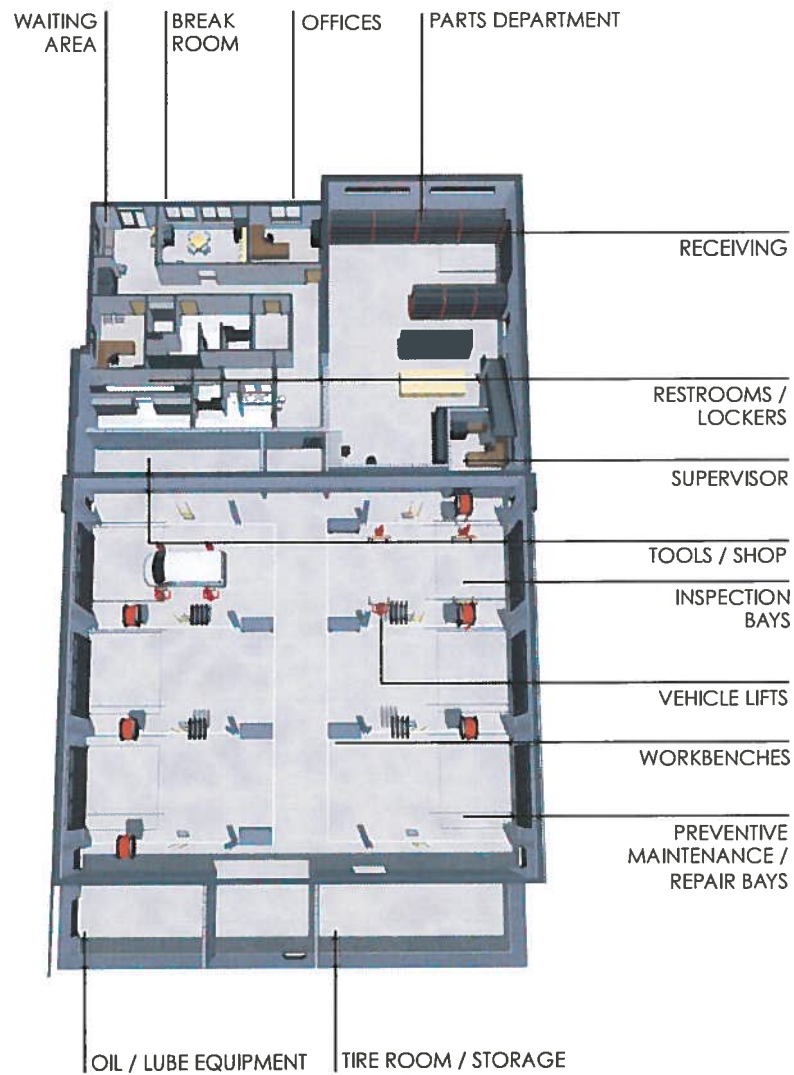 WAITING
AREA
BREAK
ROOM
OFFICES
PARTS DEPARTMENT
RECEIVING
RESTROOMS /
LOCKERS
SUPERVISOR
TOOLS / SHOP
INSPECTION
BAYS
VEHICLE LIFTS
WORKBENCHES
PREVENTIVE
MAINTENANCE /
REPAIR BAYS
OIL / LUBE EQUIPMENT
TIRE ROOM / STORAGE